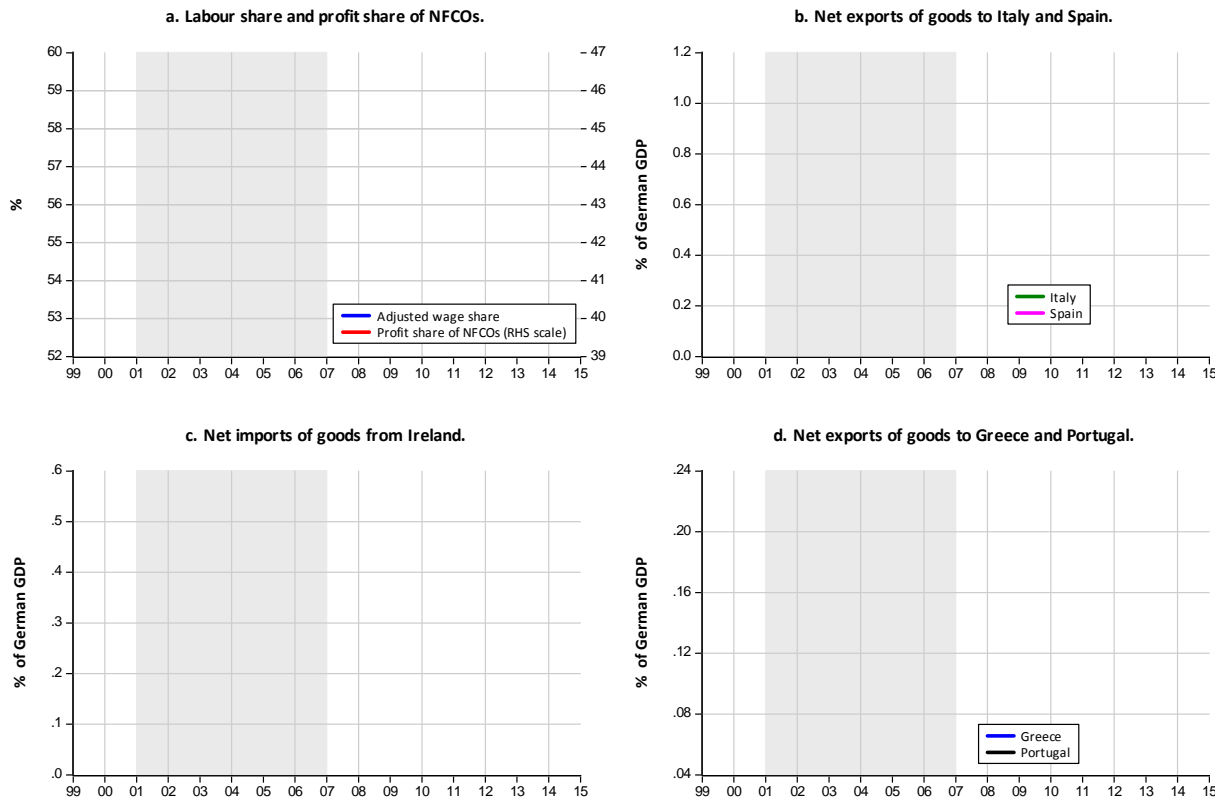 a. Labour share and profit share of NFCOs.
60
59
58
57
56
55
54
53
52
%
47
46
45
44
43
42
41
40
39
Adjusted wage share
Profit share of NFCOs (RHS scale)
99 00 01 02 03 04 05 06 07 08 09 10 11 12 13 14 15
b. Net exports of goods to Italy and Spain.
1.2
1.0
0.8
0.6
0.4
0.2
0.0
% of German GDP
Italy
Spain
99 00 01 02 03 04 05 06 07 08 09 10 11 12 13 14 15
c. Net imports of goods from Ireland.
.6
.5
.4
.3
.2
.1
.0
% of German GDP
99 00 01 02 03 04 05 06 07 08 09 10 11 12 13 14 15
d. Net exports of goods to Greece and Portugal.
.24
.20
.16
.12
.08
.04
% of German GDP
Greece
Portugal
99 00 01 02 03 04 05 06 07 08 09 10 11 12 13 14 15